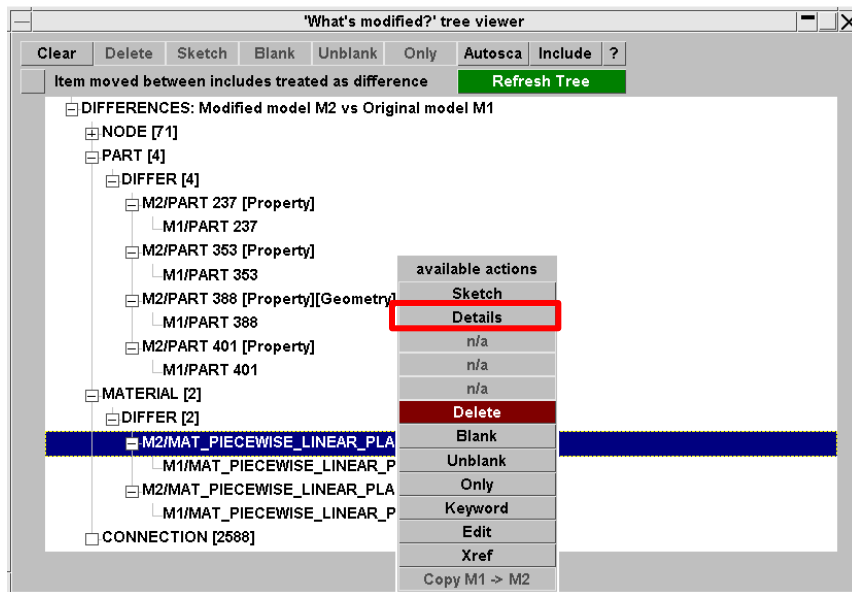 'What's modified?' tree viewer
Clear Delete Sketch Blank Unblank Only Autosca Include ?
Item moved between includes treated as difference Refresh Tree
DIFFERENCES: Modified model M2 vs Original model M1
NODE [71]
PART [4]
DIFFER [4]
M2/PART 237 [Property]
M1/PART 237
M2/PART 353 [Property]
M1/PART 353
M2/PART 388 [Property][Geometry]
M1/PART 388
M2/PART 401 [Property]
M1/PART 401
MATERIAL [2]
DIFFER [2]
M2/MAT_PIECEWISE_LINEAR_PLA
M1/MAT_PIECEWISE_LINEAR_P
M2/MAT_PIECEWISE_LINEAR_PLA
M1/MAT_PIECEWISE_LINEAR_P
CONNECTION [2588]
available actions
Sketch
Details
n/a
n/a
n/a
Delete
Blank
Unblank
Only
Keyword
Edit
Xref
Copy M1 -> M2